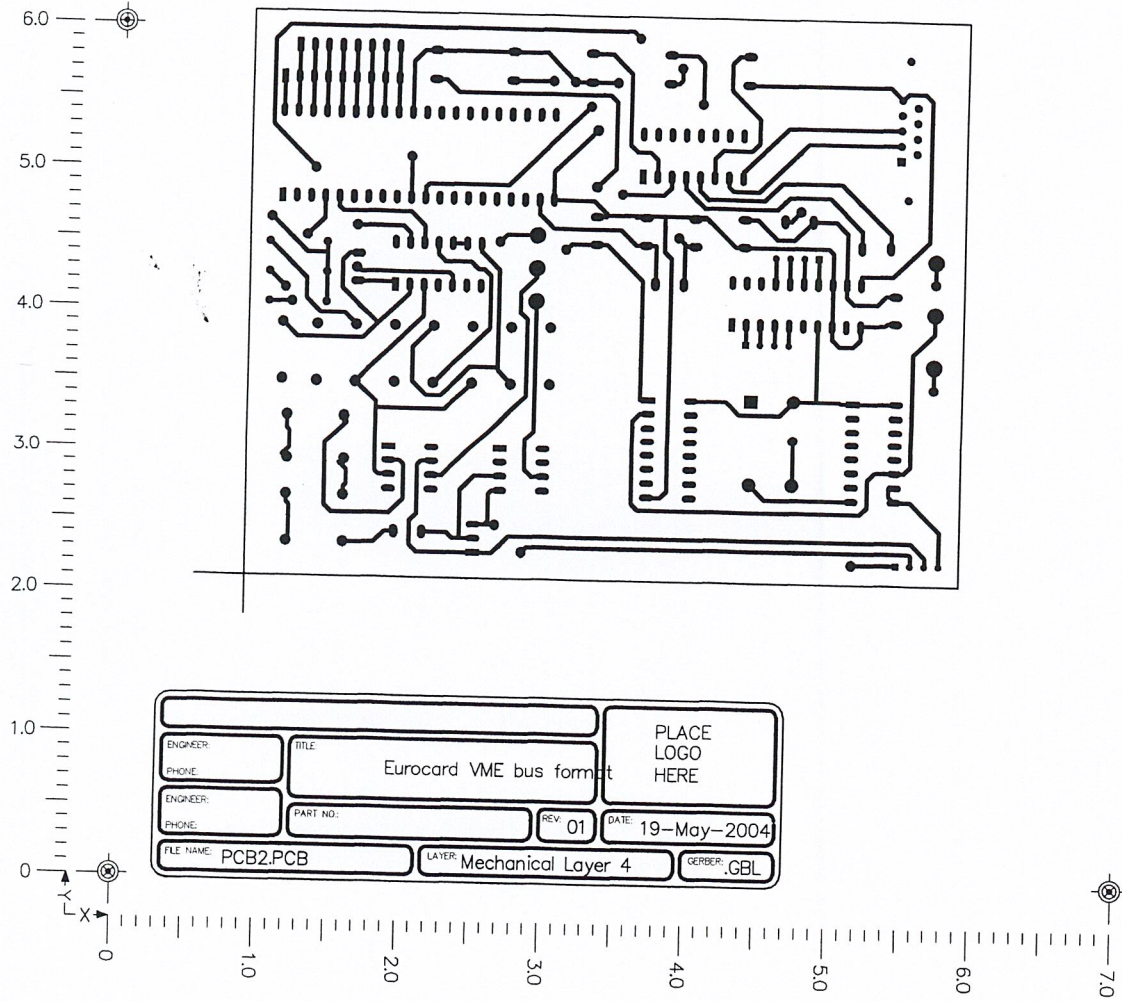 6.0
5.0
4.0
3.0
2.0
1.0
0
Y
X
0
1.0
2.0
3.0
4.0
5.0
6.0
7.0
PLACE
LOGO
HERE
ENGINEER:
PHONE:
TITLE
Eurocard VME bus format
ENGINEER:
PHONE:
PART NO.:
REV:
01
DATE:
19-May-2004
FILE NAME:
PCB2.PCB
LAYER:
Mechanical Layer 4
GERBER:
.GBL